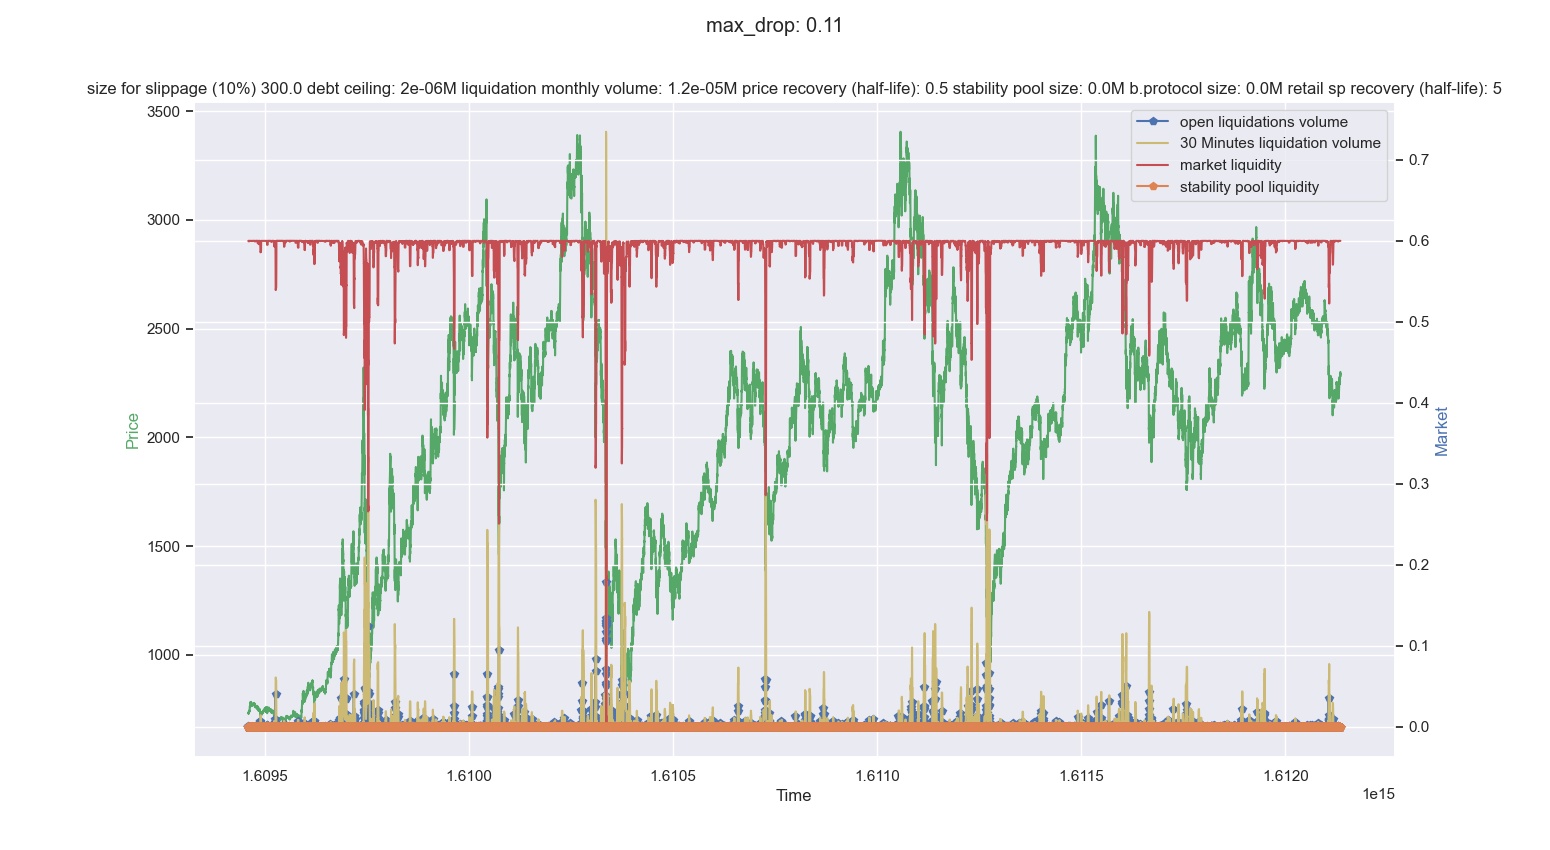 max_drop: 0.11
size for slippage (10%) 300.0 debt ceiling: 2e-06M liquidation monthly volume: 1.2e-05M price recovery (half-life): 0.5 stability pool size: 0.0M b.protocol size: 0.0M retail sp recovery (half-life): 5
open liquidations volume
30 Minutes liquidation volume
market liquidity
stability pool liquidity
3500
3000
2500
2000
1500
1000
Price
0.7
0.6
0.5
0.4
0.3
0.2
0.1
0.0
Market
1.6095
1.6100
1.6105
1.6110
1.6115
1.6120
Time
1e15